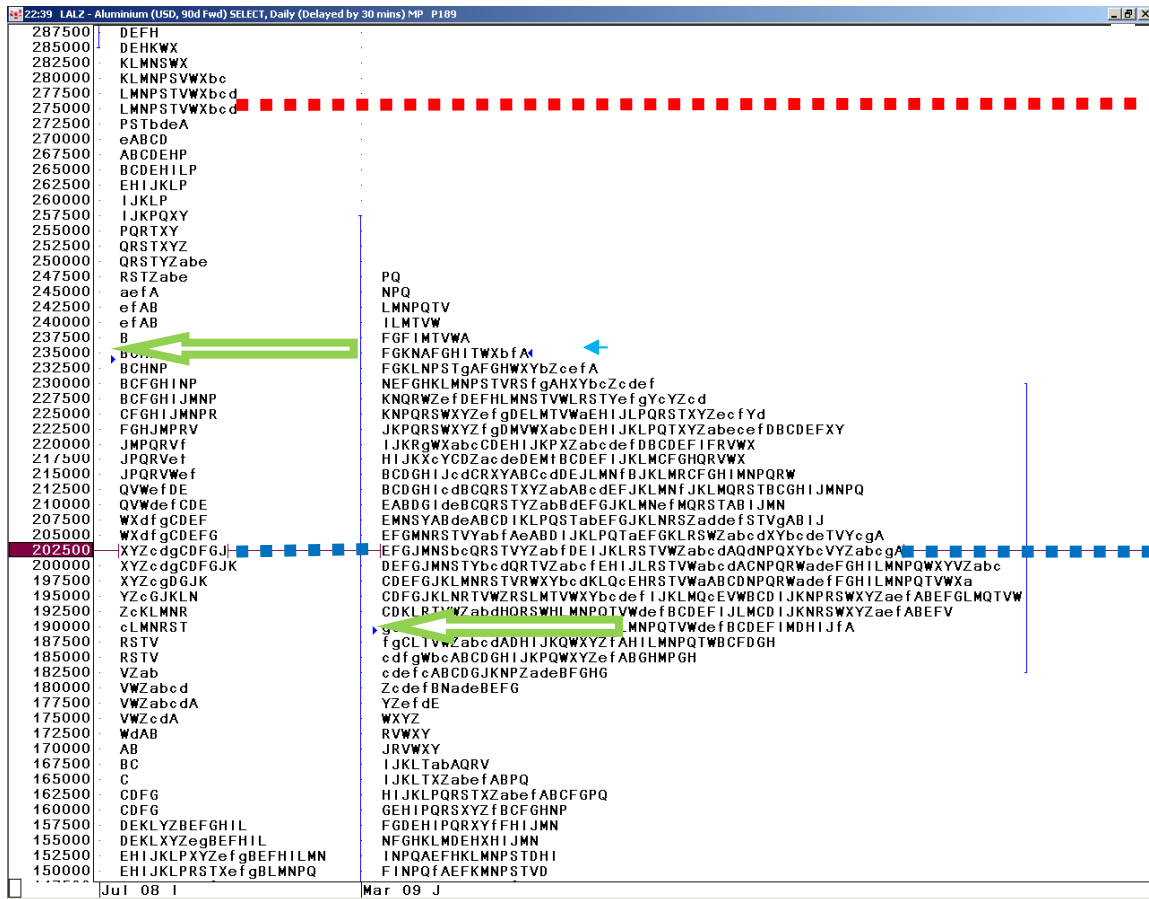 22:39 LALZ - Aluminium (USD, 90d Fwd) SELECT, Daily (Delayed by 30 mins) MP P189
287500 DEFH
285000 DEHKWX
282500 KLMNSWX
280000 KLMNPSVWXbc
277500 LMNPSTVWXbcd
275000 LMNPSTVWXbcd
272500 PSTbdeA
270000 eABCD
267500 ABCDEHP
265000 BCDEHILP
262500 EHIJKLP
260000 IJKLP
257500 IJKPQXY
255000 PQRTXY
252500 QRSTXYZ
250000 QRSTYZabe
247500 RSTZabe PQ
245000 aefA NPQ
242500 efAB LMNPQTV
240000 efAB ILMTVW
237500 B FGFIMTVWA
235000 FGKNAFGHITWXbfA
232500 BCHNP FGKLNPSTgAFGHWXYbZcefA
230000 BCFGHINP NEFGHKLMNPSTVRSfgAHXYbcZcdef
227500 BCFGHIJMNP KNQRWZefDEFHLMNSTVWLRSTYefgYcYZcd
225000 CFGHIJMNPR KNPQRSWXYZefgDELMTVWaEHIJLPQRSTXYZecfYd
222500 FGHJMPRV JKPQRSWXYZfgDMVWXabcDEHIJKLPQTXYZabecefDBCDEFXY
220000 JMPQRVf IJKRgWXabcCDEHIJKPXZabcdefDBCDEFIFRVWX
217500 JPQRVef HIJKXcYCDZacdeDEMfBCDEFIJKLMCFGHQRVWX
215000 JPQRVWef BCDGHIJcdCRXYABCcdDEJLMNfBJKLMRCFGHIMNPQRW
212500 QVWefDE BCDGHIcdBCQRSTXYZabABcdEFJKLMNfJKLMQRSTBCGHIJMNPQ
210000 QVWdefCDE EABDGIdeBCQRSTYZabBdEFGJKLMNefMQRSTABIJMN
207500 WXdfgCDEF EMNSYABdeABCDIKLPQSTabEFGJKLNRSZaddefSTVgABIJ
205000 WXdfgCDEFG EFGMNRSTVYabfAeABDIJKLPQTaEFGKLRSWZabcdXYbcdeTVYcgA
202500 XYZcdgCDFGJ EFGJMNSbcQRSTVYZabfDEIJKLRSTVWZabcdAQdNPQXYbcVYZabcgA
200000 XYZcdgCDFGJK DEFGJMNSTYbcdQRTVZabcfEHIJLRSTVWabcdACNPQRWadeFGHILMNPQWXYVZabc
197500 XYZcgDGJK CDEFGJKLMNRSTVRWXYbcdKLQcEHRSTVWaABCDNPQRWadefFGHILMNPQTVWXa
195000 YZcGJKLN CDFGJKLNRTVWZRSLMTVWXYbcdefIJKLMQcEVWBCDIJKNPRSWXYZaefABEFGLMQTVW
192500 ZcKLMNR CDKLRTVWZabdHQRSWHLMNPQTVWdefBCDEFIJLMCDIJKNRSWXYZaefABEFV
190000 cLMNRST LMNPQTVWdefBCDEFIMDHIJfA
187500 RSTV fgCLTVWZabcdADHIJKQWXYZfAHILMNPQTWBCFDGH
185000 RSTV cdfgWbcABCDGHIJKPQWXYZefABGHMPGH
182500 VZab cdefcABCDGJKNPZadeBFGHG
180000 VWZabcd ZcdefBNadeBEFG
177500 VWZabcdA YZefdE
175000 VWZcdA WXYZ
172500 WdAB RVWXY
170000 AB JRVWXY
167500 BC IJKLTabAQRV
165000 C IJKLTXZabefABPQ
162500 CDFG HIJKLPQRSTXZabefABCFGPQ
160000 CDFG GEHIPQRSXYZfBCFGHNP
157500 DEKLYZBEFGHIL FGDEHIPQRXYfFHIJMN
155000 DEKLXYZegBEFHIL NFGHKLMDEHXHIJMN
152500 EHIJKLPXYZefgBEFHILMN INPQAEFHKLMNPSTDHI
150000 EHIJKLPRSTXefgBLMNPQ FINPQfAEFKMNPSTVD
Jul 08 I Mar 09 J